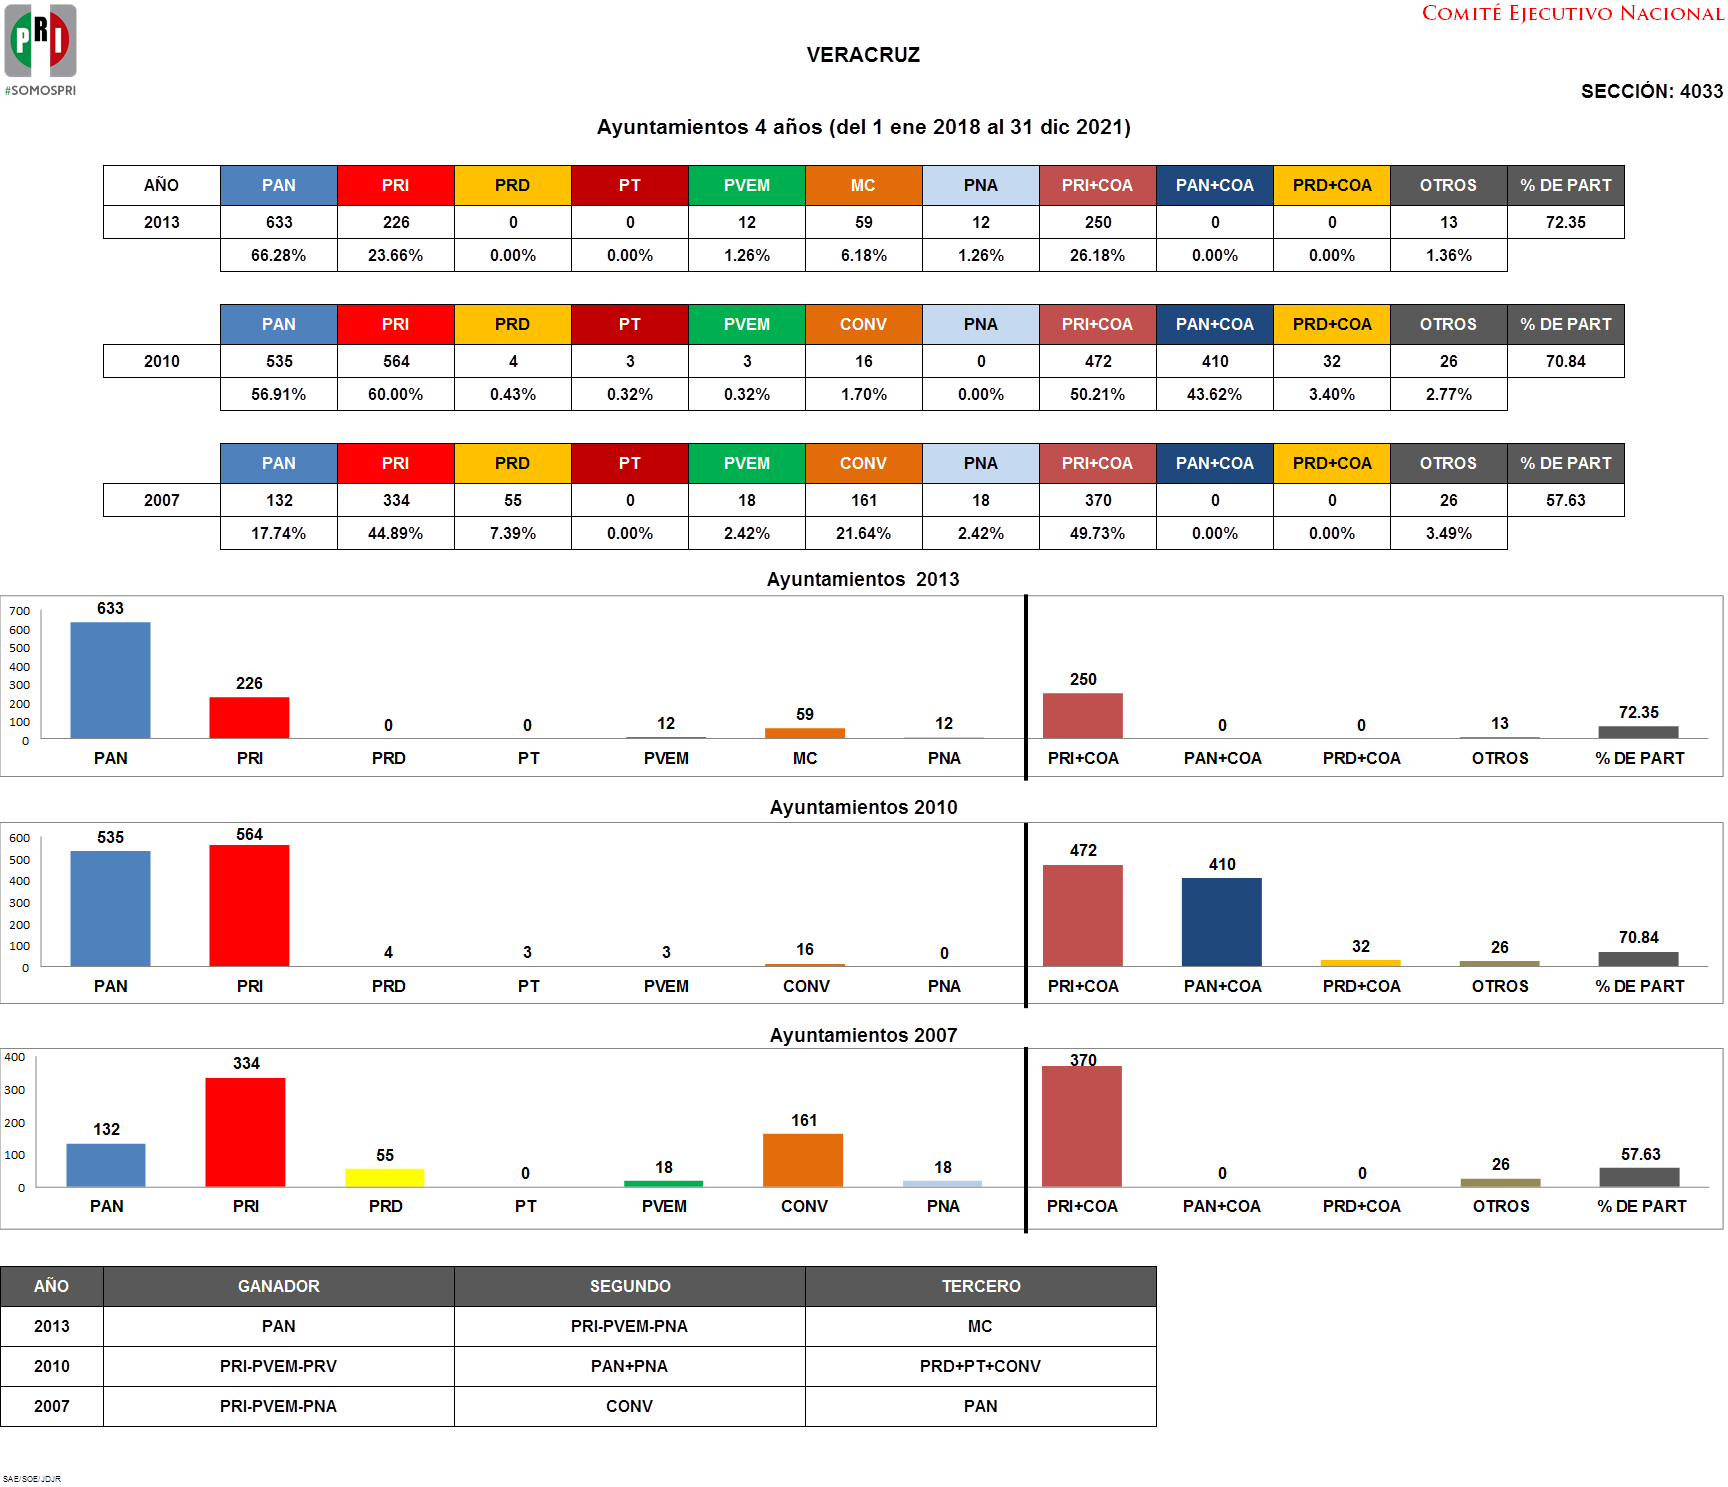 PRI
#SOMOSPRI
COMITÉ EJECUTIVO NACIONAL
VERACRUZ
SECCIÓN: 4033
Ayuntamientos 4 años (del 1 ene 2018 al 31 dic 2021)
AÑO PAN PRI PRD PT PVEM MC PNA PRI+COA PAN+COA PRD+COA OTROS % DE PART
2013 633 226 0 0 12 59 12 250 0 0 13 72.35
66.28% 23.66% 0.00% 0.00% 1.26% 6.18% 1.26% 26.18% 0.00% 0.00% 1.36%
PAN PRI PRD PT PVEM CONV PNA PRI+COA PAN+COA PRD+COA OTROS % DE PART
2010 535 564 4 3 3 16 0 472 410 32 26 70.84
56.91% 60.00% 0.43% 0.32% 0.32% 1.70% 0.00% 50.21% 43.62% 3.40% 2.77%
PAN PRI PRD PT PVEM CONV PNA PRI+COA PAN+COA PRD+COA OTROS % DE PART
2007 132 334 55 0 18 161 18 370 0 0 26 57.63
17.74% 44.89% 7.39% 0.00% 2.42% 21.64% 2.42% 49.73% 0.00% 0.00% 3.49%
Ayuntamientos 2013
700
600
500
400
300
200
100
0
633 226 0 0 12 59 12 250 0 0 13 72.35
PAN PRI PRD PT PVEM MC PNA PRI+COA PAN+COA PRD+COA OTROS % DE PART
Ayuntamientos 2010
600
500
400
300
200
100
0
535 564 4 3 3 16 0 472 410 32 26 70.84
PAN PRI PRD PT PVEM CONV PNA PRI+COA PAN+COA PRD+COA OTROS % DE PART
Ayuntamientos 2007
400
300
200
100
0
132 334 55 0 18 161 18 370 0 0 26 57.63
PAN PRI PRD PT PVEM CONV PNA PRI+COA PAN+COA PRD+COA OTROS % DE PART
AÑO GANADOR SEGUNDO TERCERO
2013 PAN PRI-PVEM-PNA MC
2010 PRI-PVEM-PRV PAN+PNA PRD+PT+CONV
2007 PRI-PVEM-PNA CONV PAN
SAE/SOE/JDJR